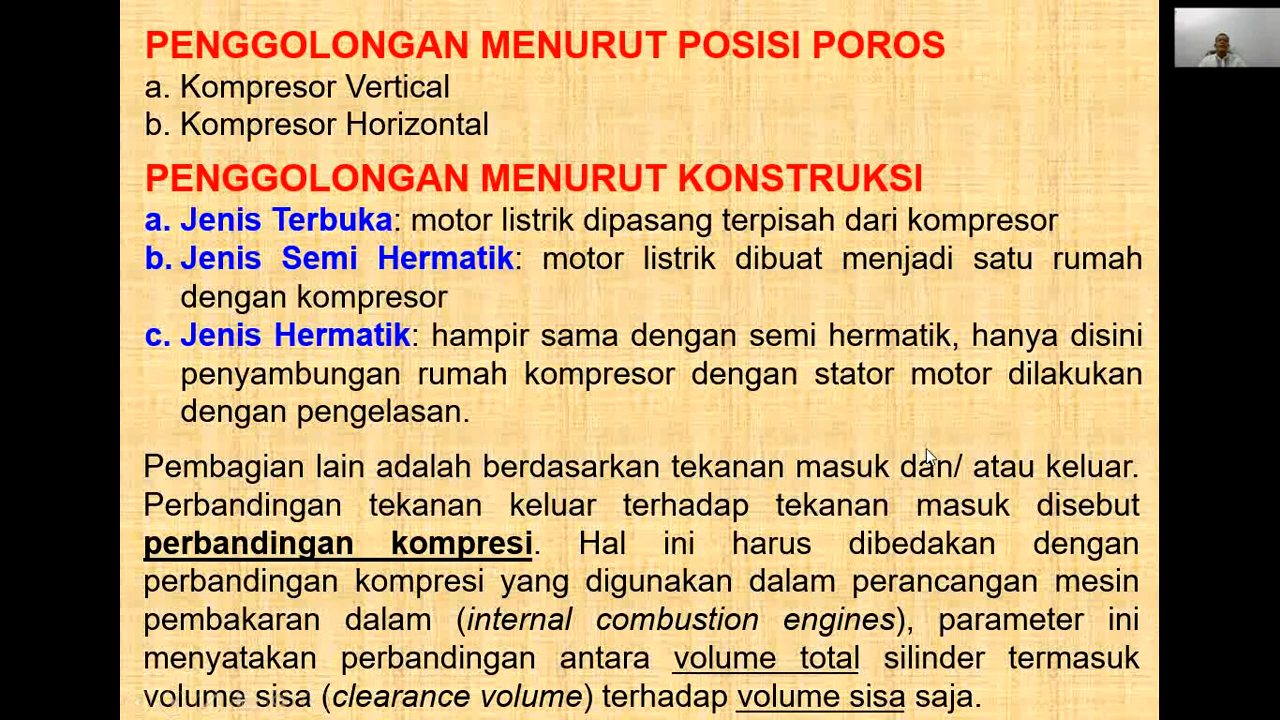 PENGGOLONGAN MENURUT POSISI POROS
a. Kompresor Vertical
b. Kompresor Horizontal
PENGGOLONGAN MENURUT KONSTRUKSI
a. Jenis Terbuka: motor listrik dipasang terpisah dari kompresor
b. Jenis Semi Hermatik: motor listrik dibuat menjadi satu rumah
dengan kompresor
c. Jenis Hermatik: hampir sama dengan semi hermatik, hanya disini
penyambungan rumah kompresor dengan stator motor dilakukan
dengan pengelasan.
Pembagian lain adalah berdasarkan tekanan masuk dan/ atau keluar.
Perbandingan tekanan keluar terhadap tekanan masuk disebut
perbandingan kompresi. Hal ini harus dibedakan dengan
perbandingan kompresi yang digunakan dalam perancangan mesin
pembakaran dalam (internal combustion engines), parameter ini
menyatakan perbandingan antara volume total silinder termasuk
volume sisa (clearance volume) terhadap volume sisa saja.